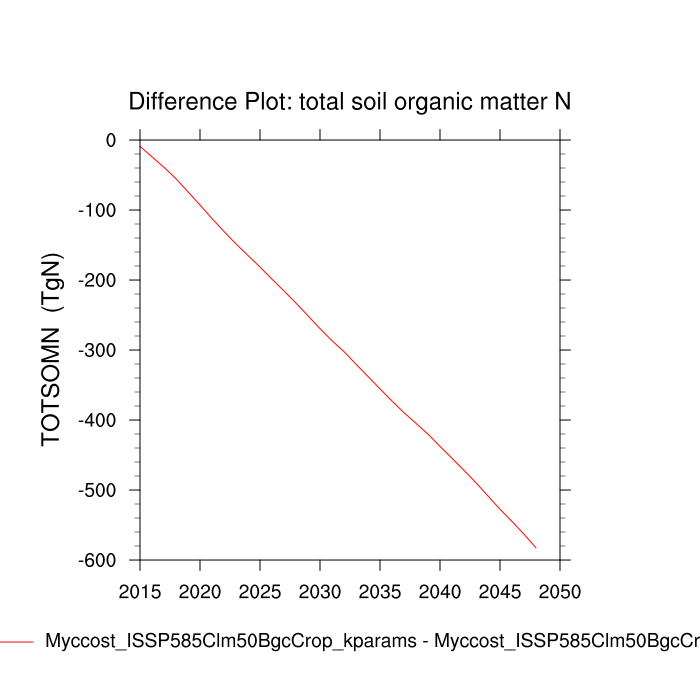 Difference Plot: total soil organic matter N
0
-100
-200
-300
-400
-500
-600
TOTSOMN (TgN)
2015 2020 2025 2030 2035 2040 2045 2050
Myccost_ISSP585Clm50BgcCrop_kparams - Myccost_ISSP585Clm50BgcCr